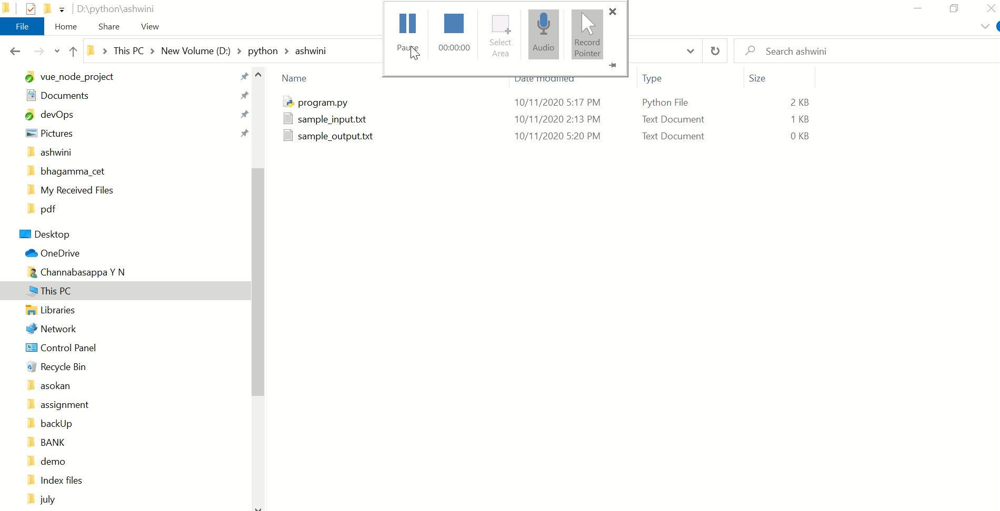 D:\python\ashwini
File Home Share View
This PC New Volume (D:) python ashwini
Search ashwini
Pause
00:00:00
Select
Area
Audio
Record
Pointer
vue_node_project
Documents
devOps
Pictures
ashwini
bhagamma_cet
My Received Files
pdf
Desktop
OneDrive
Channabasappa Y N
This PC
Libraries
Network
Control Panel
Recycle Bin
asokan
assignment
backUp
BANK
demo
Index files
july
Name Date modified Type Size
program.py 10/11/2020 5:17 PM Python File 2 KB
sample_input.txt 10/11/2020 2:13 PM Text Document 1 KB
sample_output.txt 10/11/2020 5:20 PM Text Document 0 KB